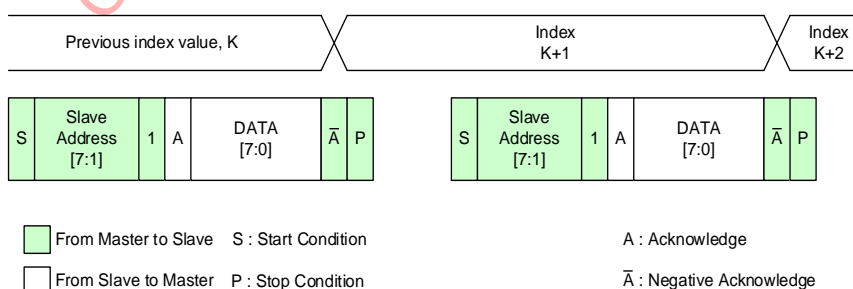 Previous index value, K
Index
K+1
Index
K+2
S
Slave
Address
[7:1]
1
A
DATA
[7:0]
A̅
P
S
Slave
Address
[7:1]
1
A
DATA
[7:0]
A̅
P
From Master to Slave S : Start Condition A : Acknowledge
From Slave to Master P : Stop Condition A̅ : Negative Acknowledge